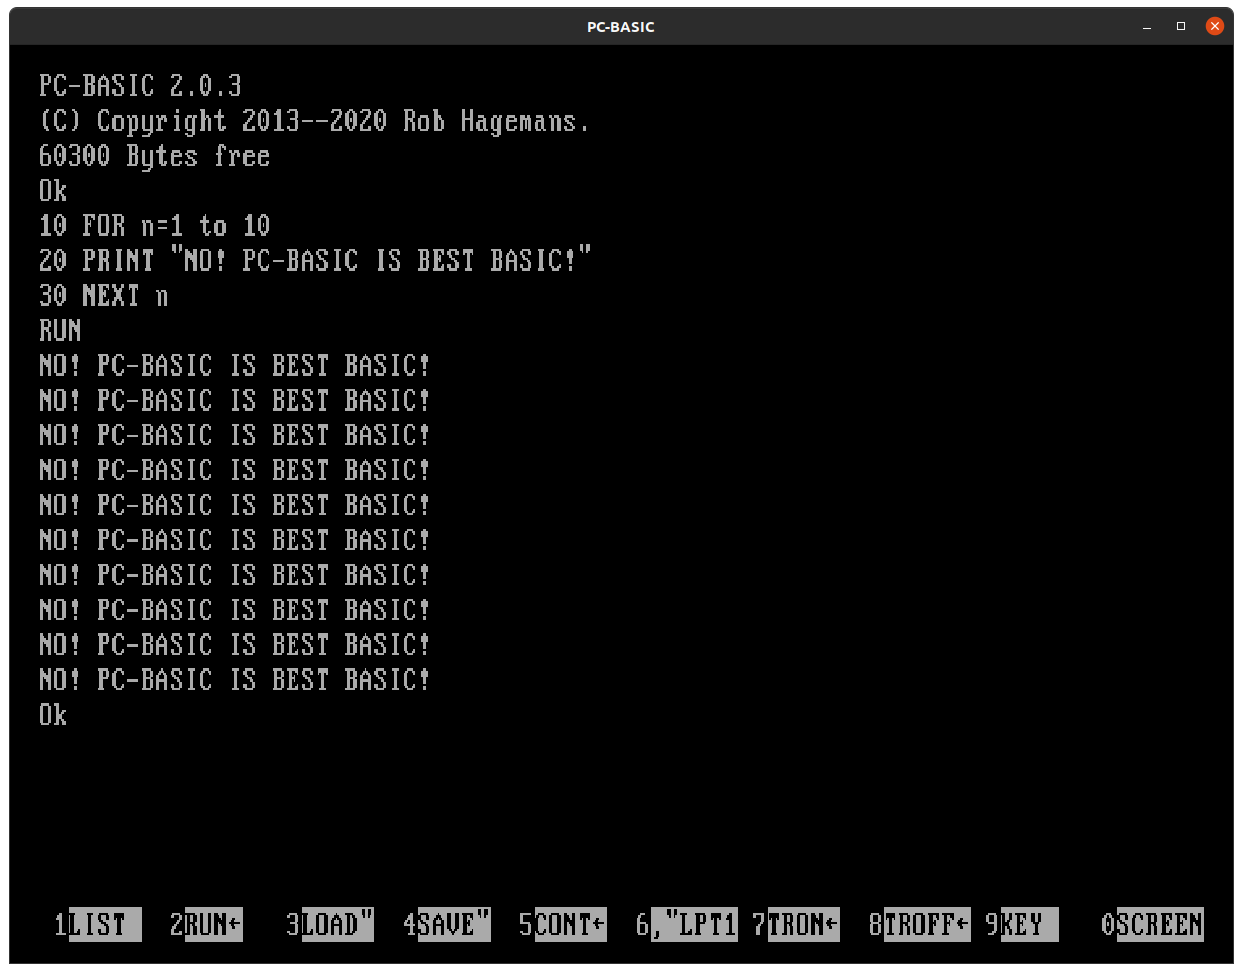 PC-BASIC
PC-BASIC 2.0.3
(C) Copyright 2013--2020 Rob Hagemans.
60300 Bytes free
Ok
10 FOR n=1 to 10
20 PRINT "NO! PC-BASIC IS BEST BASIC!"
30 NEXT n
RUN
NO! PC-BASIC IS BEST BASIC!
NO! PC-BASIC IS BEST BASIC!
NO! PC-BASIC IS BEST BASIC!
NO! PC-BASIC IS BEST BASIC!
NO! PC-BASIC IS BEST BASIC!
NO! PC-BASIC IS BEST BASIC!
NO! PC-BASIC IS BEST BASIC!
NO! PC-BASIC IS BEST BASIC!
NO! PC-BASIC IS BEST BASIC!
NO! PC-BASIC IS BEST BASIC!
Ok
1LIST 2RUN← 3LOAD" 4SAVE" 5CONT← 6,"LPT1 7TRON← 8TROFF← 9KEY 0SCREEN